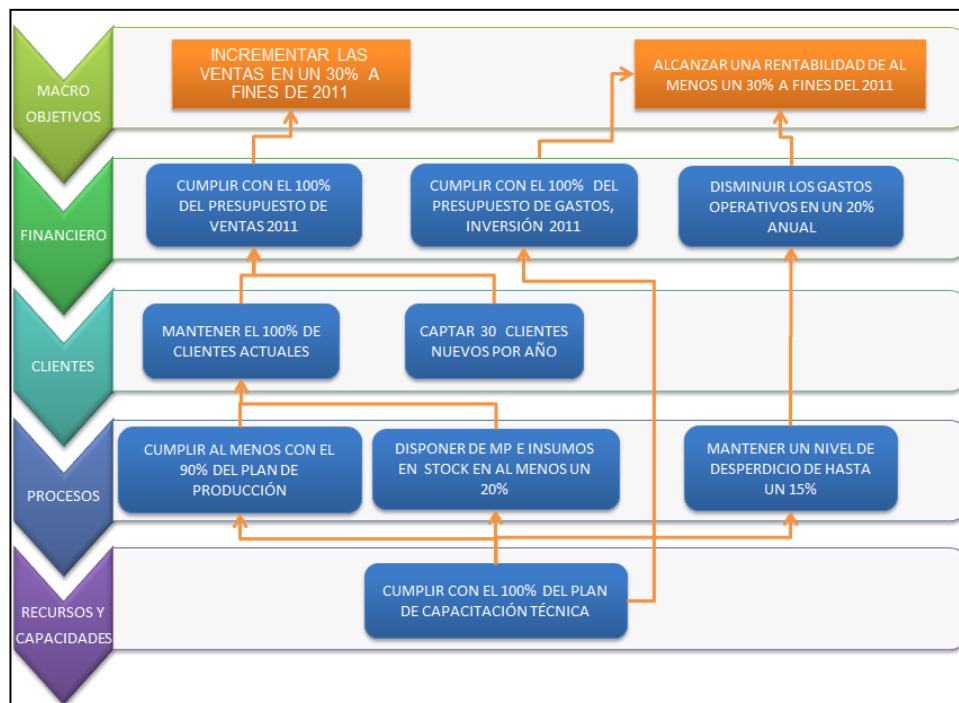 MACRO
OBJETIVOS
INCREMENTAR LAS
VENTAS EN UN 30% A
FINES DE 2011
ALCANZAR UNA RENTABILIDAD DE AL
MENOS UN 30% A FINES DEL 2011
FINANCIERO
CUMPLIR CON EL 100%
DEL PRESUPUESTO DE
VENTAS 2011
CUMPLIR CON EL 100% DEL
PRESUPUESTO DE GASTOS,
INVERSIÓN 2011
DISMINUIR LOS GASTOS
OPERATIVOS EN UN 20%
ANUAL
CLIENTES
MANTENER EL 100% DE
CLIENTES ACTUALES
CAPTAR 30 CLIENTES
NUEVOS POR AÑO
PROCESOS
CUMPLIR AL MENOS CON EL
90% DEL PLAN DE
PRODUCCIÓN
DISPONER DE MP E INSUMOS
EN STOCK EN AL MENOS UN
20%
MANTENER UN NIVEL DE
DESPERDICIO DE HASTA
UN 15%
RECURSOS Y
CAPACIDADES
CUMPLIR CON EL 100% DEL PLAN
DE CAPACITACIÓN TÉCNICA